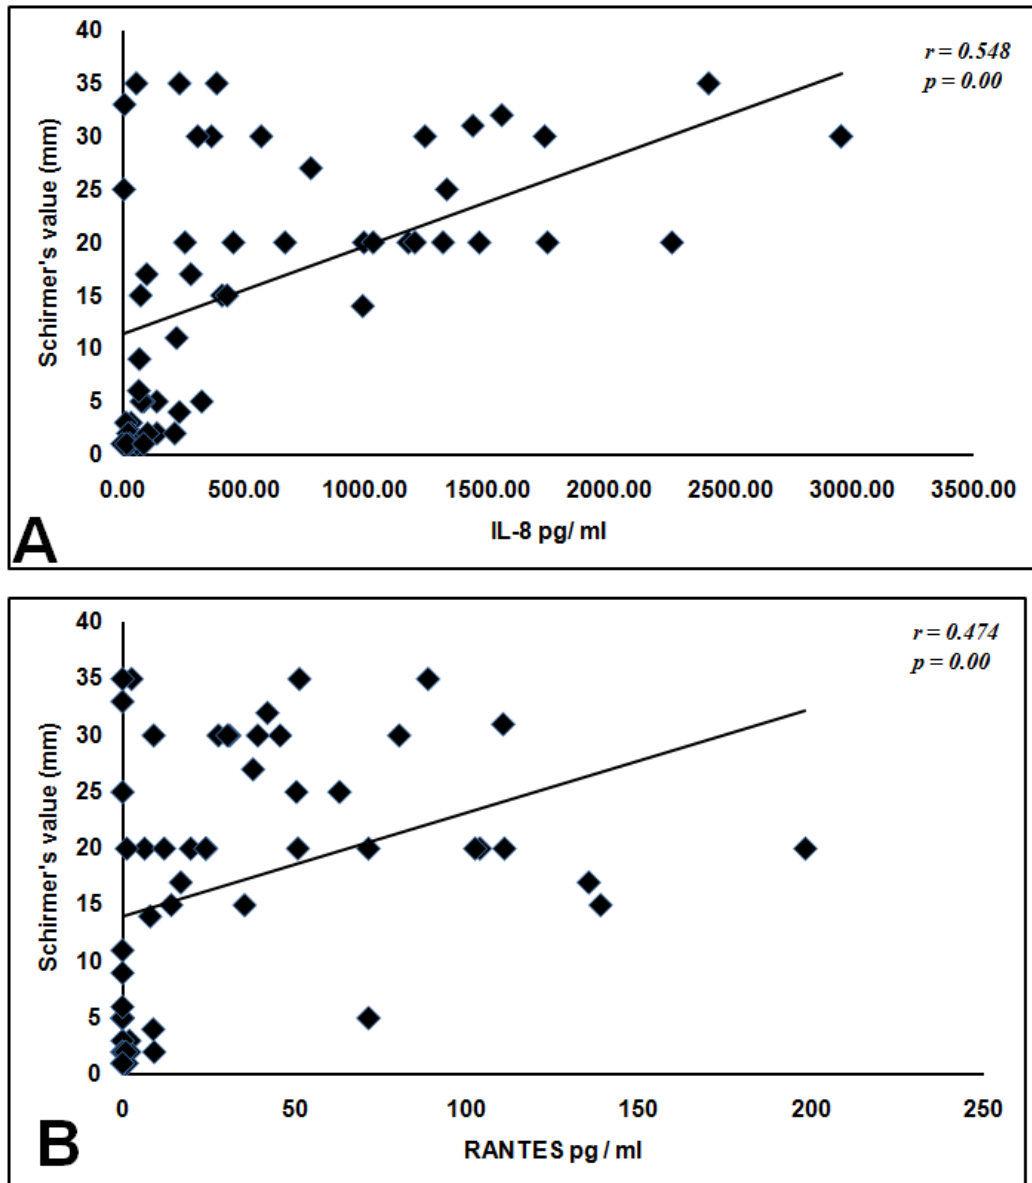 40
35
30
25
20
15
10
5
0
Schirmer's value (mm)
r = 0.548
p = 0.00
0.00 500.00 1000.00 1500.00 2000.00 2500.00 3000.00 3500.00
IL-8 pg/ ml
A
40
35
30
25
20
15
10
5
0
Schirmer's value (mm)
r = 0.474
p = 0.00
0 50 100 150 200 250
RANTES pg / ml
B